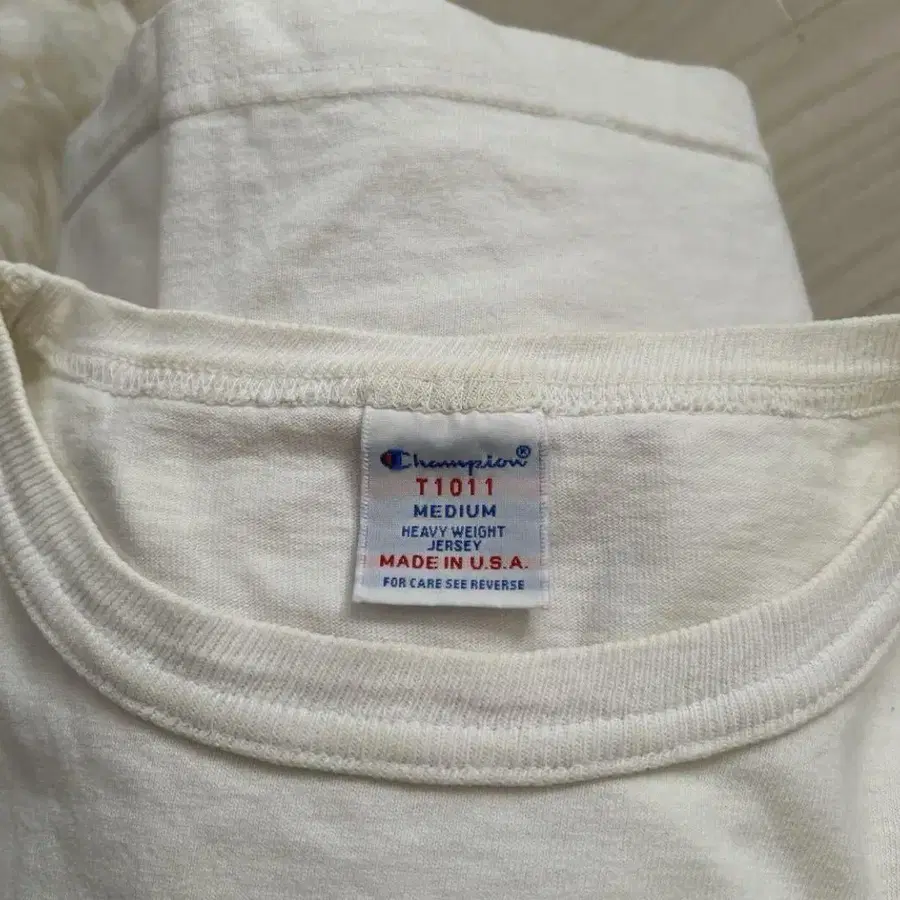 Champion®
T1011
MEDIUM
HEAVY WEIGHT
JERSEY
MADE IN U.S.A.
FOR CARE SEE REVERSE